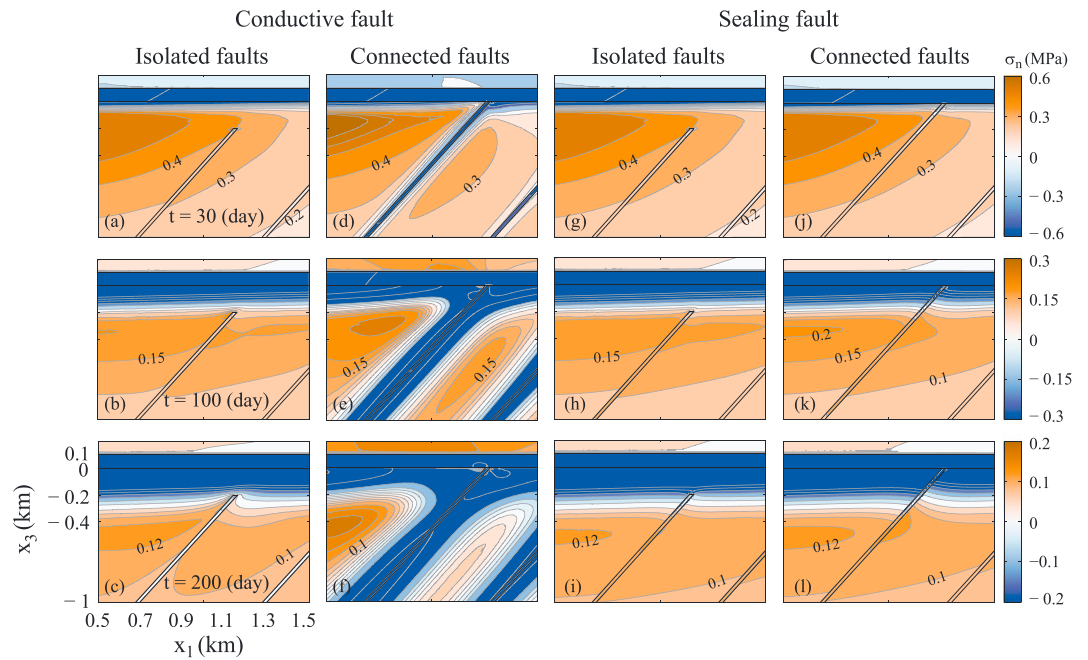 Conductive fault Sealing fault
Isolated faults Connected faults Isolated faults Connected faults
σn (MPa)
0.6
0.3
0
− 0.3
− 0.6
0.4
0.3
0.2
(a) t = 30 (day)
0.4
0.3
(d)
0.4
0.3
0.2
(g)
0.4
0.3
(j)
0.3
0.15
0
− 0.15
− 0.3
0.15
(b) t = 100 (day)
0.15
0.15
(e)
0.15
(h)
0.2
0.15
0.1
(k)
0.2
0.1
0
− 0.1
− 0.2
0.1
0
− 0.2
− 0.4
− 1
x3 (km)
0.12
0.1
(c) t = 200 (day)
0.1
(f)
0.12
0.1
(i)
0.12
0.1
(l)
0.5 0.7 0.9 1.1 1.3 1.5
x1 (km)